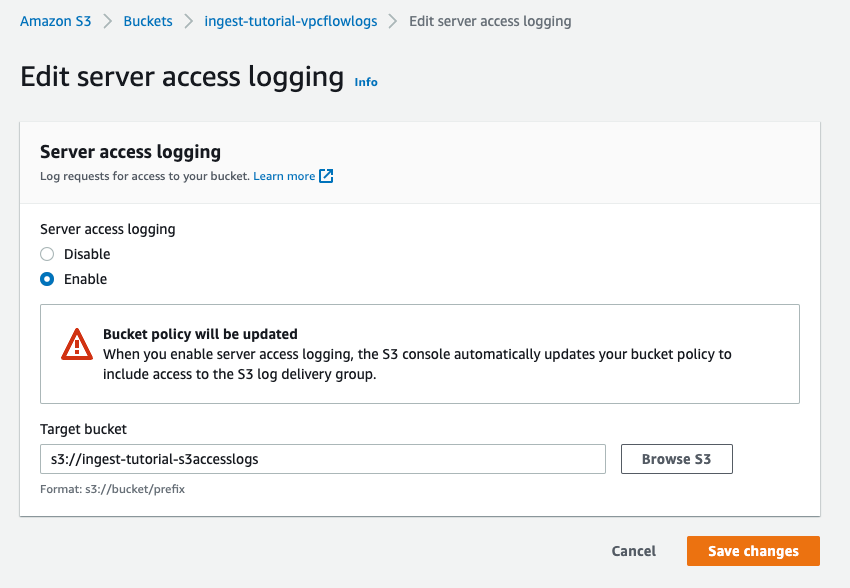 Amazon S3 > Buckets > ingest-tutorial-vpcflowlogs > Edit server access logging
Edit server access logging Info
Server access logging
Log requests for access to your bucket. Learn more
Server access logging
Disable
Enable
Bucket policy will be updated
When you enable server access logging, the S3 console automatically updates your bucket policy to
include access to the S3 log delivery group.
Target bucket
s3://ingest-tutorial-s3accesslogs
Browse S3
Format: s3://bucket/prefix
Cancel
Save changes